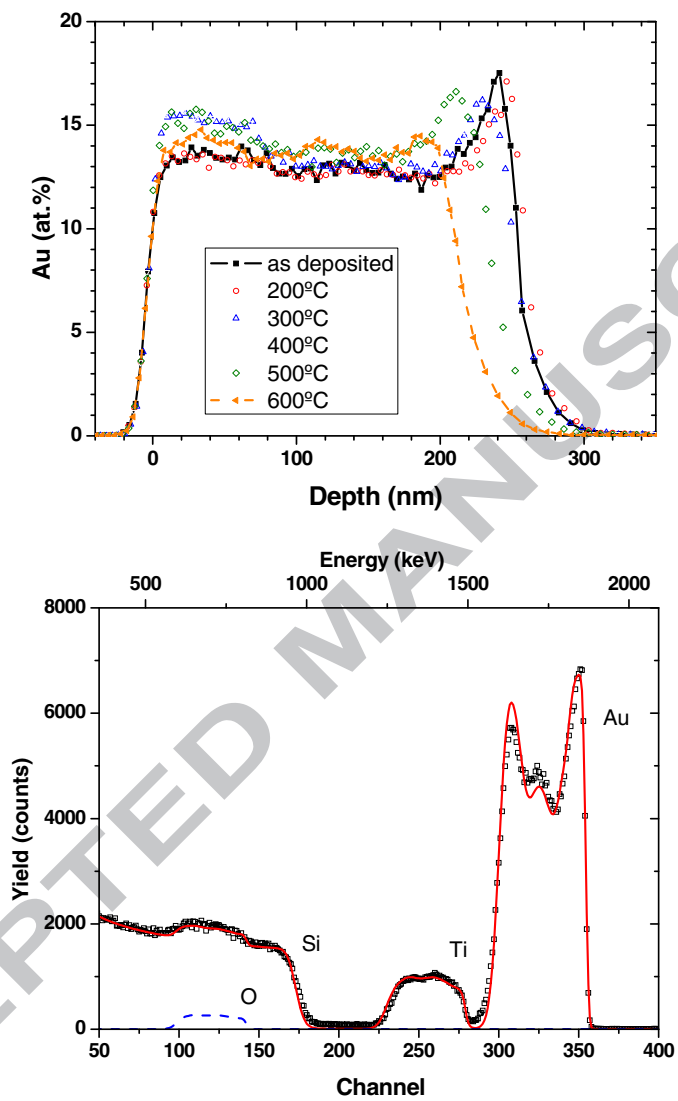 20
15
10
5
0
Au (at.%)
as deposited
200ºC
300ºC
400ºC
500ºC
600ºC
0 100 200 300
Depth (nm)
Energy (keV)
500 1000 1500 2000
8000
6000
4000
2000
0
Yield (counts)
Au
Si
Ti
O
50 100 150 200 250 300 350 400
Channel
EPTED MANUSC